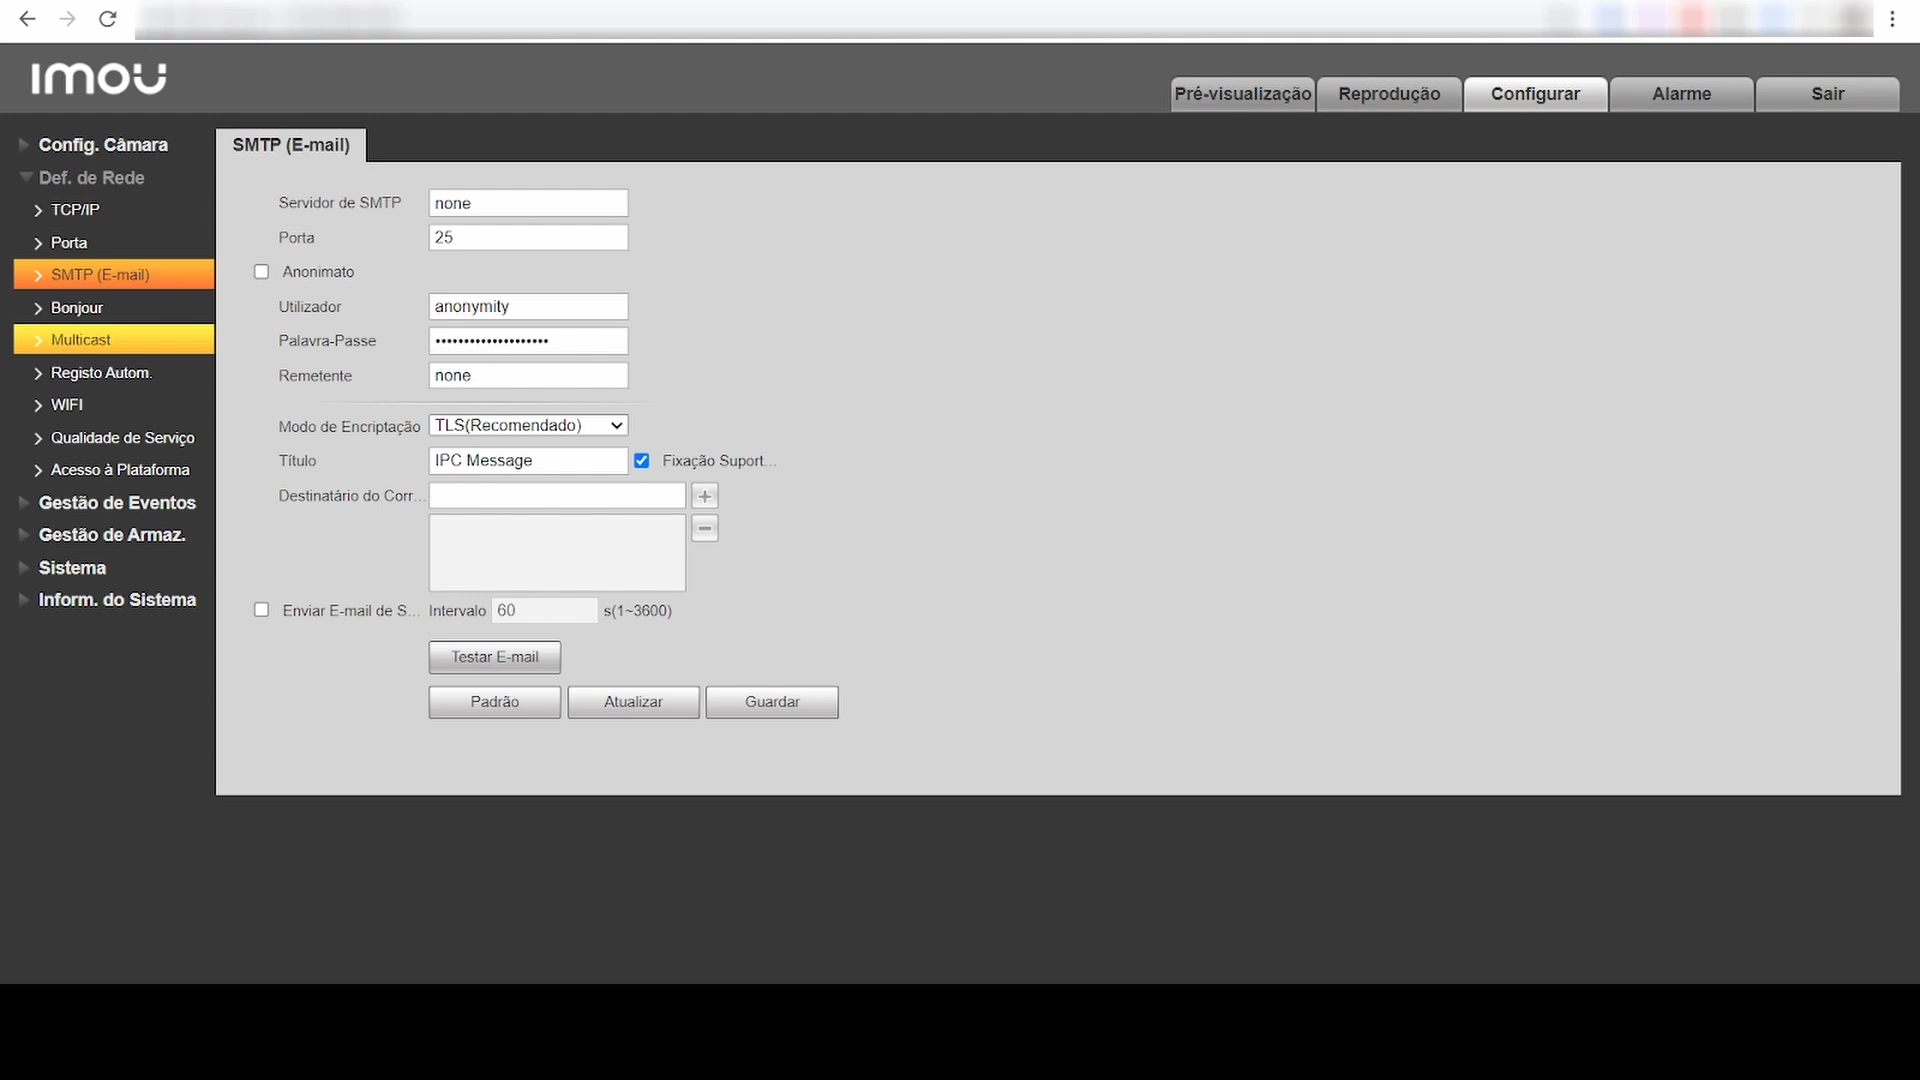 imou
Pré-visualização
Reprodução
Configurar
Alarme
Sair
Config. Câmara
Def. de Rede
TCP/IP
Porta
SMTP (E-mail)
Bonjour
Multicast
Registo Autom.
WIFI
Qualidade de Serviço
Acesso à Plataforma
Gestão de Eventos
Gestão de Armaz.
Sistema
Inform. do Sistema
SMTP (E-mail)
Servidor de SMTP none
Porta 25
Anonimato
Utilizador anonymity
Palavra-Passe ••••••••••••••••••••
Remetente none
Modo de Encriptação TLS(Recomendado)
Título IPC Message Fixação Suport...
Destinatário do Corr...
Enviar E-mail de S... Intervalo 60 s(1~3600)
Testar E-mail
Padrão Atualizar Guardar